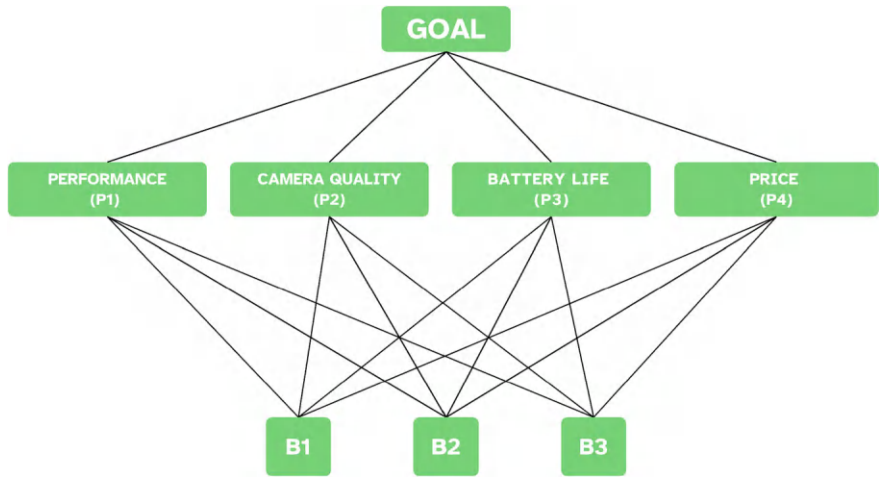 GOAL
PERFORMANCE
(P1)
CAMERA QUALITY
(P2)
BATTERY LIFE
(P3)
PRICE
(P4)
B1
B2
B3